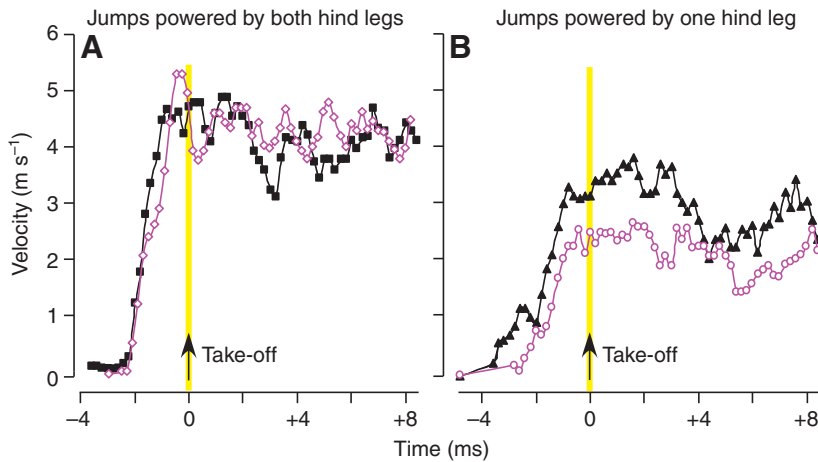 Jumps powered by both hind legs
Jumps powered by one hind leg
A
B
6
5
4
3
2
1
0
Velocity (m s⁻¹)
Take-off
Take-off
–4
0
+4
+8
–4
0
+4
+8
Time (ms)